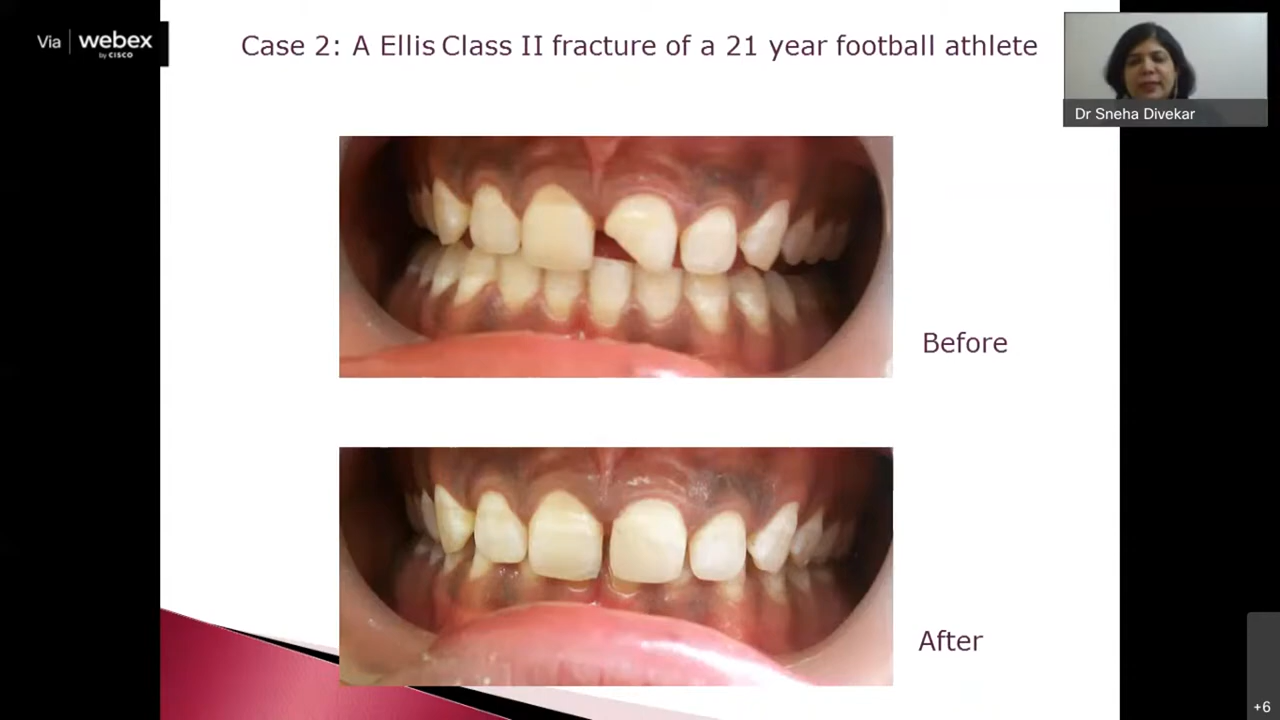 Via webex
by CISCO
Case 2: A Ellis Class II fracture of a 21 year football athlete
Dr Sneha Divekar
Before
After
+6